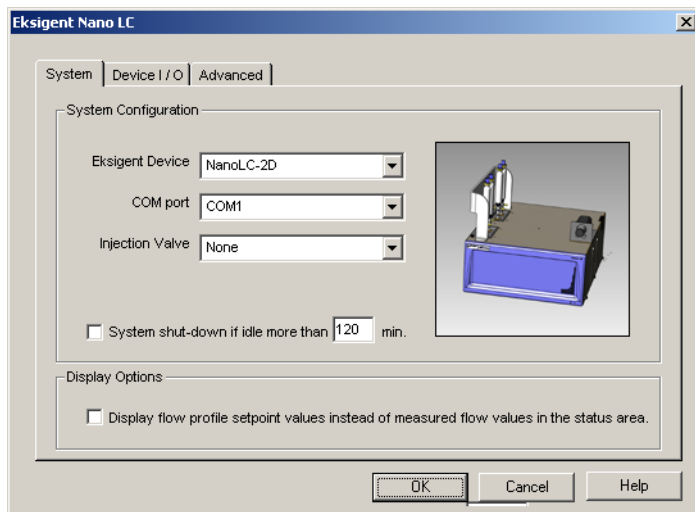 Eksigent Nano LC
System
Device I / O
Advanced
System Configuration
Eksigent Device
NanoLC-2D
COM port
COM1
Injection Valve
None
System shut-down if idle more than 120 min.
Display Options
Display flow profile setpoint values instead of measured flow values in the status area.
OK
Cancel
Help